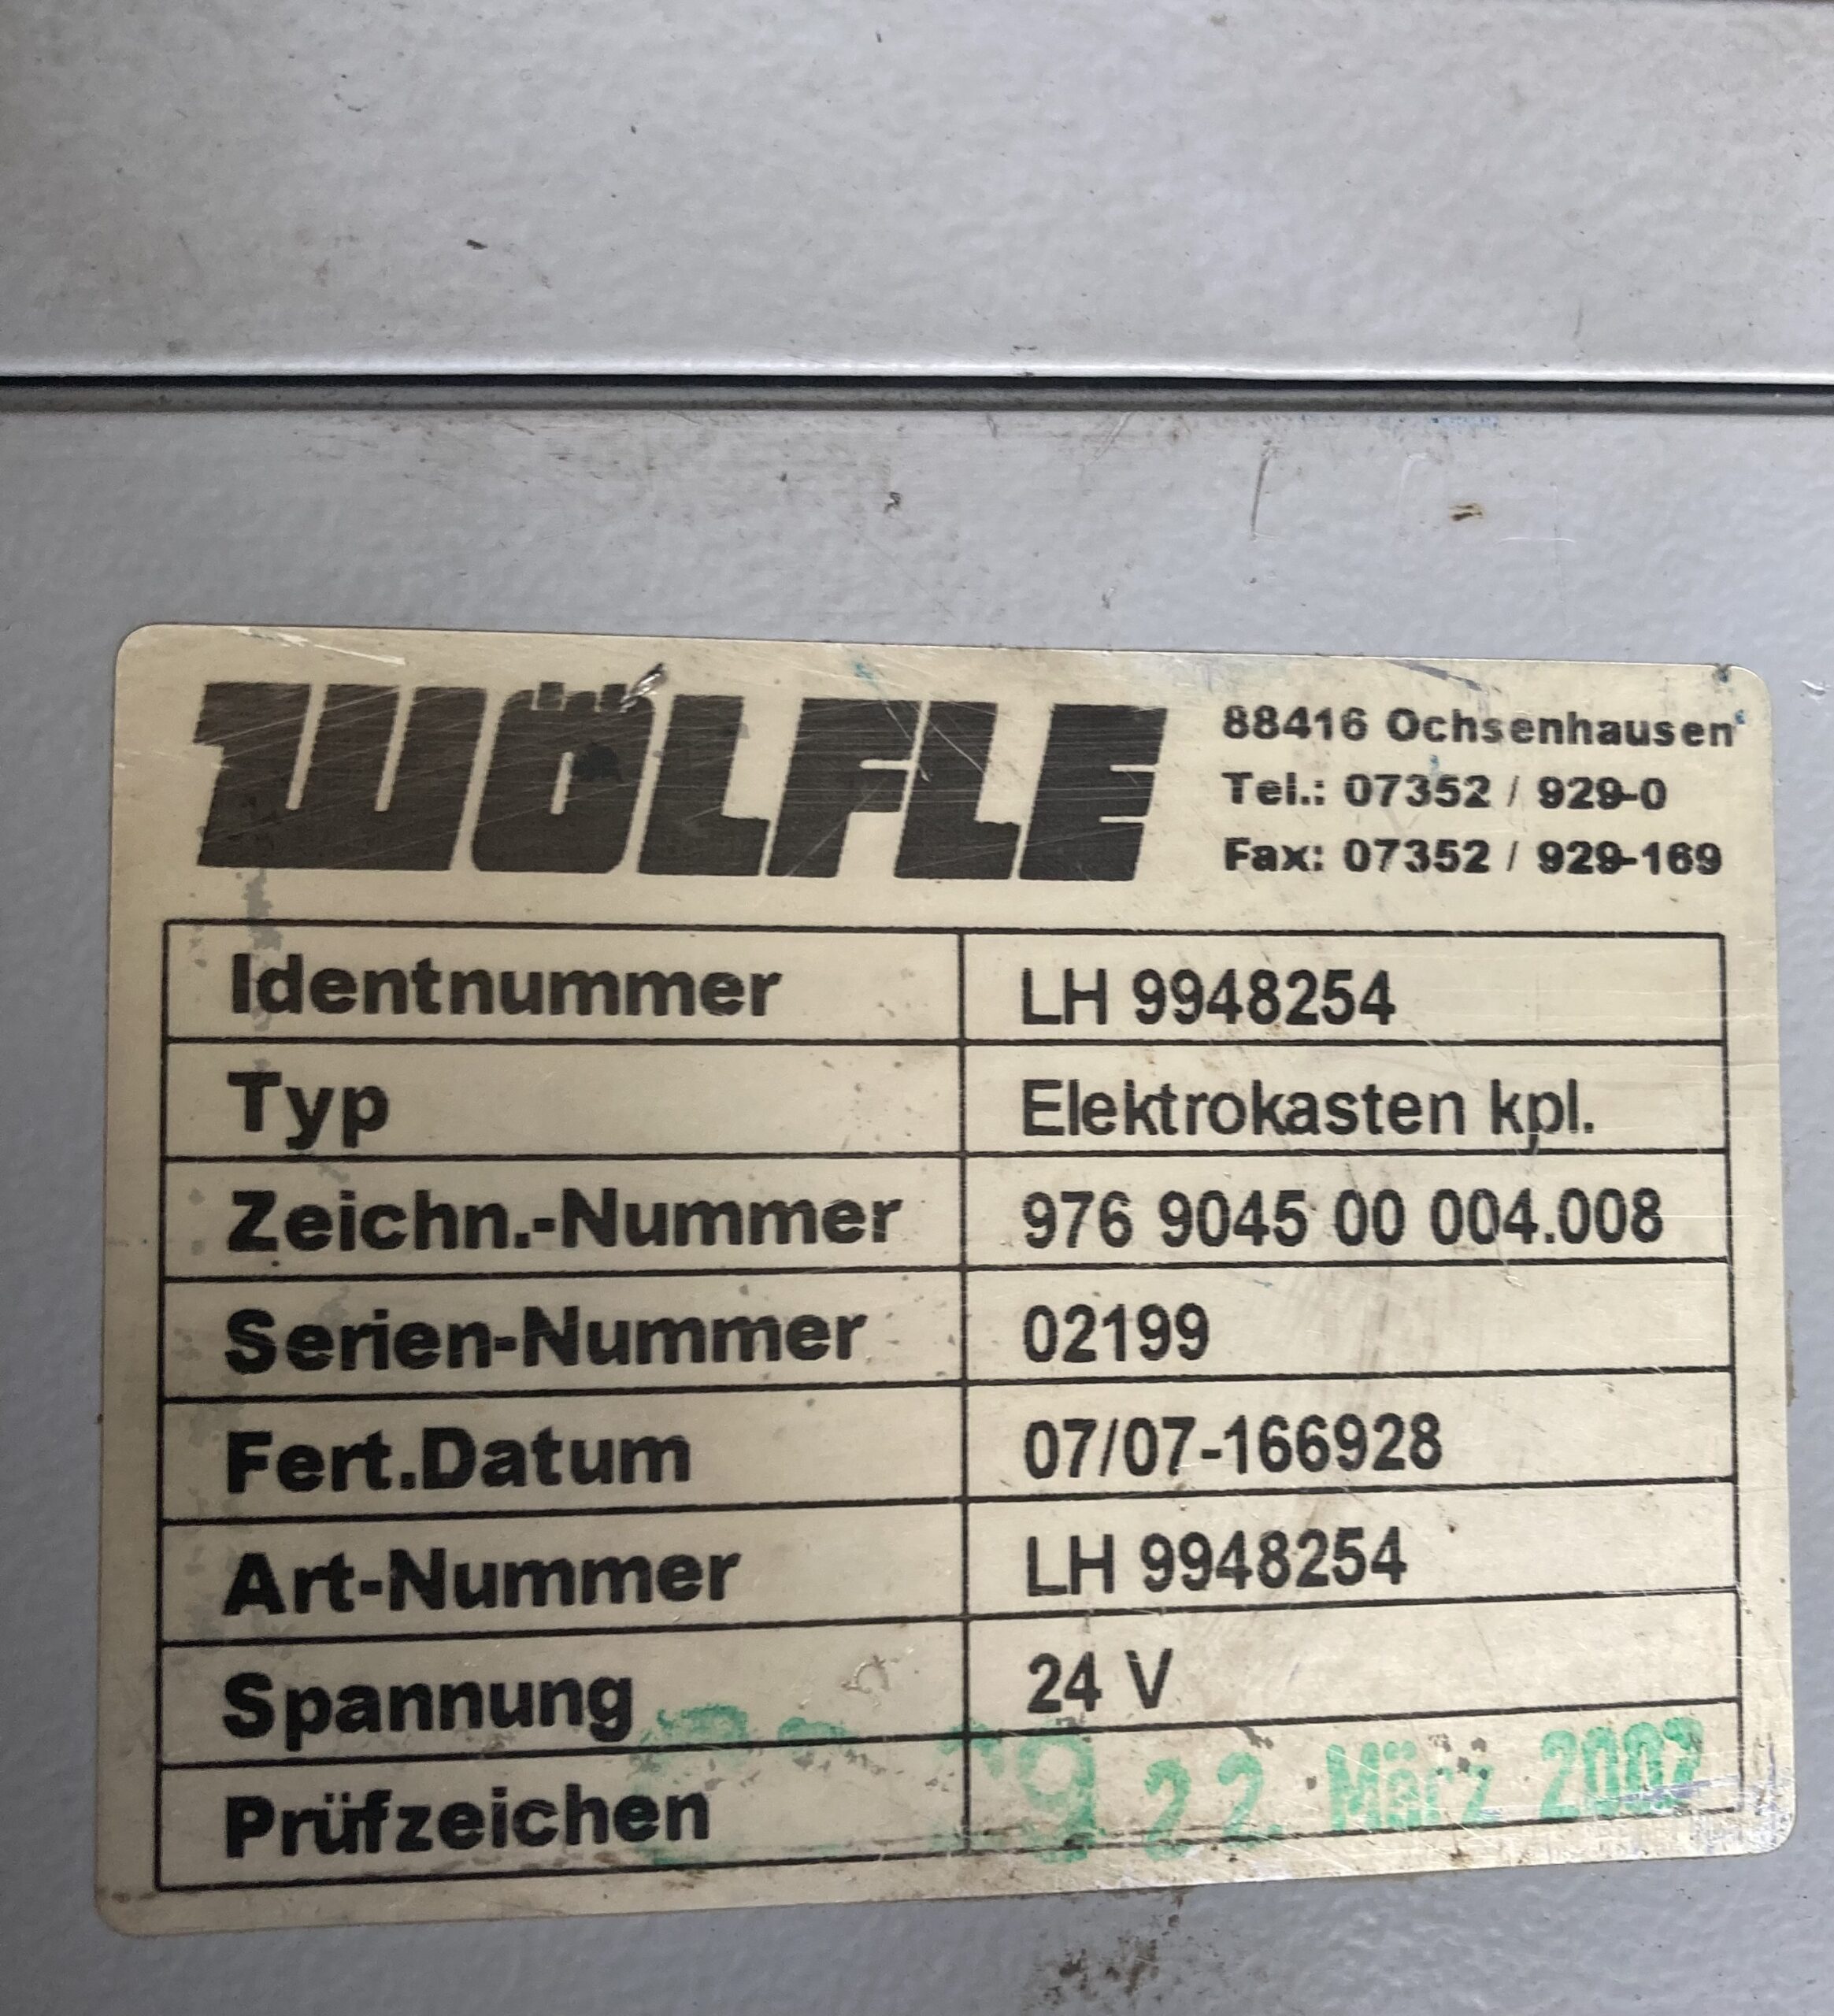 WÖLFLE
88416 Ochsenhausen
Tel.: 07352 / 929-0
Fax: 07352 / 929-169
Identnummer LH 9948254
Typ Elektrokasten kpl.
Zeichn.-Nummer 976 9045 00 004.008
Serien-Nummer 02199
Fert.Datum 07/07-166928
Art-Nummer LH 9948254
Spannung 24 V
Prüfzeichen 22. März 2007